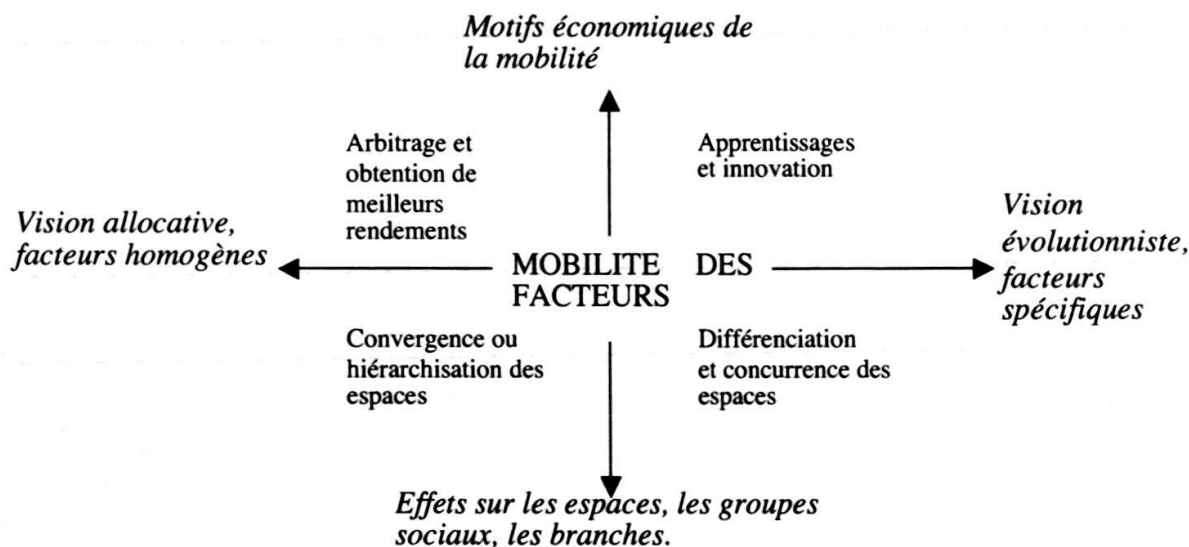 Motifs économiques de
la mobilité
Arbitrage et
obtention de
meilleurs
rendements
Apprentissages
et innovation
Vision allocative,
facteurs homogènes
MOBILITE DES
FACTEURS
Vision
évolutionniste,
facteurs
spécifiques
Convergence ou
hiérarchisation des
espaces
Différenciation
et concurrence des
espaces
Effets sur les espaces, les groupes
sociaux, les branches.